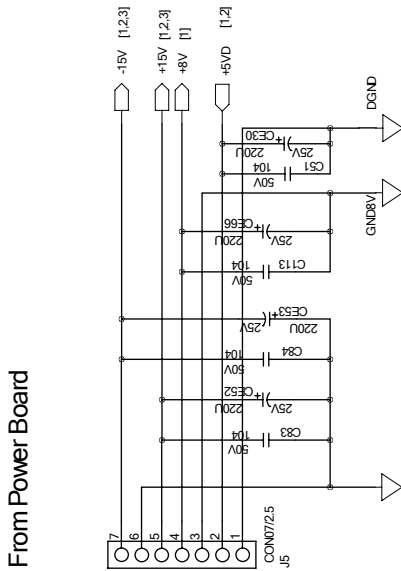 From Power Board
-15V [1,2,3]
+15V [1,2,3]
+8V [1]
+5VD [1,2]
DGND
CE30
+
220U
25V
C51
104
50V
GND8V
CE66
+
220U
25V
C113
104
50V
CE53
+
220U
25V
C84
104
50V
CE52
+
220U
25V
C83
104
50V
7
6
5
4
3
2
1
CON07/2.5
J5